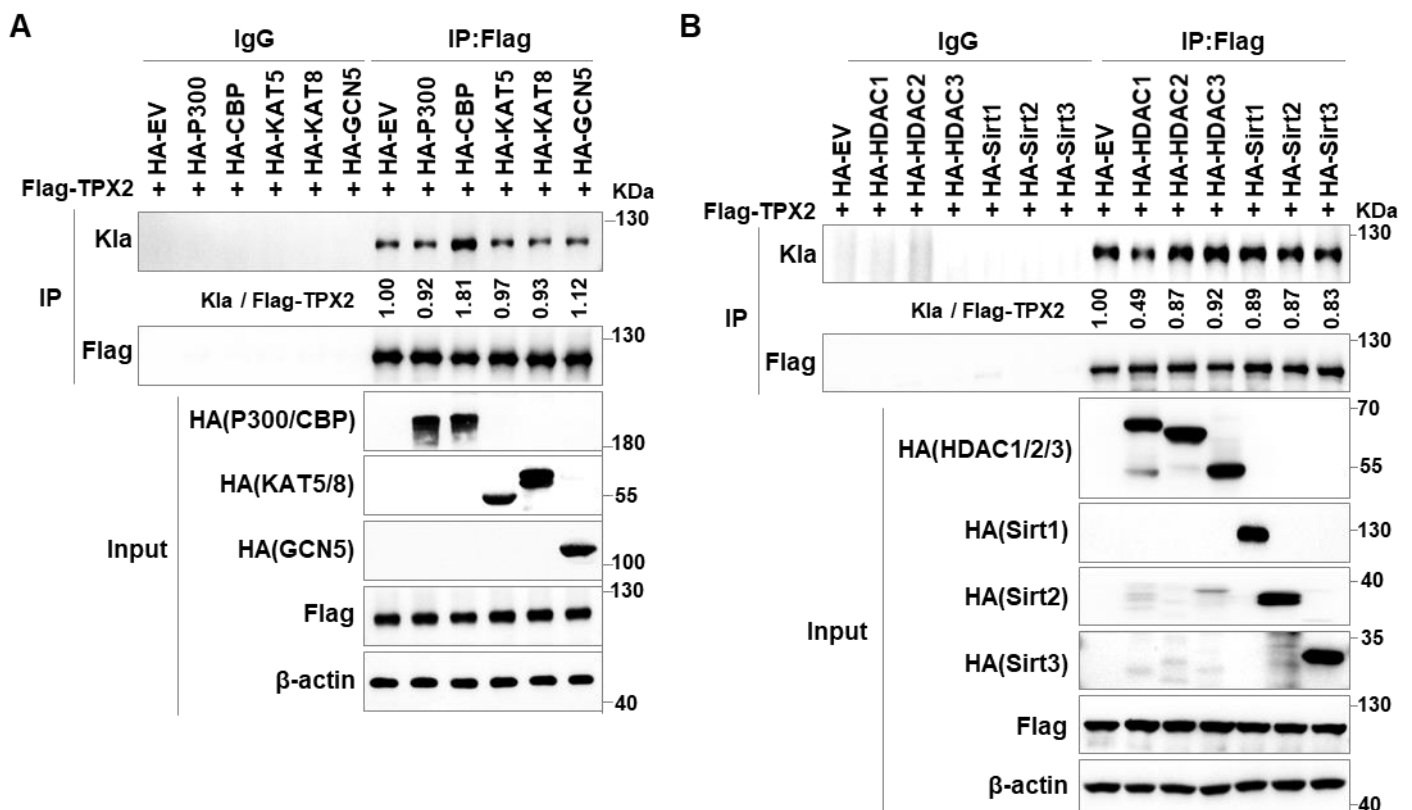 A
IgG
IP:Flag
HA-EV
HA-P300
HA-CBP
HA-KAT5
HA-KAT8
HA-GCN5
HA-EV
HA-P300
HA-CBP
HA-KAT5
HA-KAT8
HA-GCN5
Flag-TPX2 + + + + + + + + + + + + KDa
Kla
130
IP
Kla / Flag-TPX2 1.00 0.92 1.81 0.97 0.93 1.12
Flag
130
Input
HA(P300/CBP)
180
HA(KAT5/8)
55
HA(GCN5)
100
Flag
130
β-actin
40
B
IgG
IP:Flag
HA-EV
HA-HDAC1
HA-HDAC2
HA-HDAC3
HA-Sirt1
HA-Sirt2
HA-Sirt3
HA-EV
HA-HDAC1
HA-HDAC2
HA-HDAC3
HA-Sirt1
HA-Sirt2
HA-Sirt3
Flag-TPX2 + + + + + + + + + + + + + + KDa
Kla
130
IP
Kla / Flag-TPX2 1.00 0.49 0.87 0.92 0.89 0.87 0.83
Flag
130
Input
HA(HDAC1/2/3)
70
55
HA(Sirt1)
130
HA(Sirt2)
40
HA(Sirt3)
35
Flag
130
β-actin
40